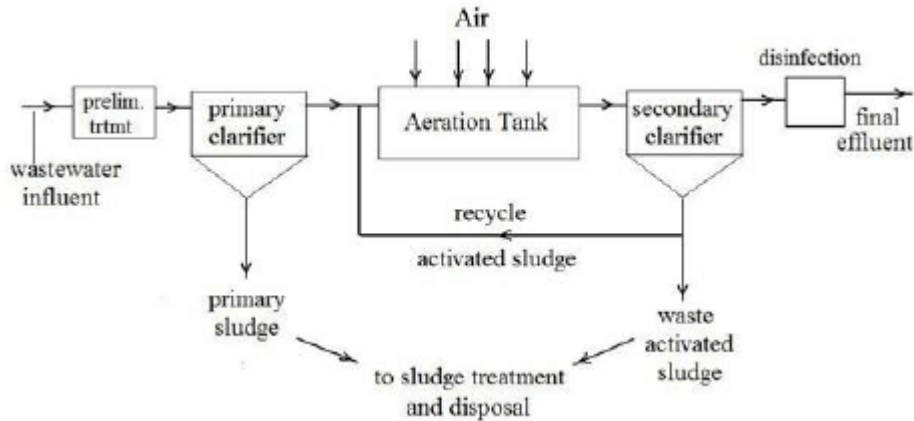 Air
disinfection
prelim.
trtmt
primary
clarifier
Aeration Tank
secondary
clarifier
final
effluent
wastewater
influent
recycle
activated sludge
primary
sludge
waste
activated
sludge
to sludge treatment
and disposal